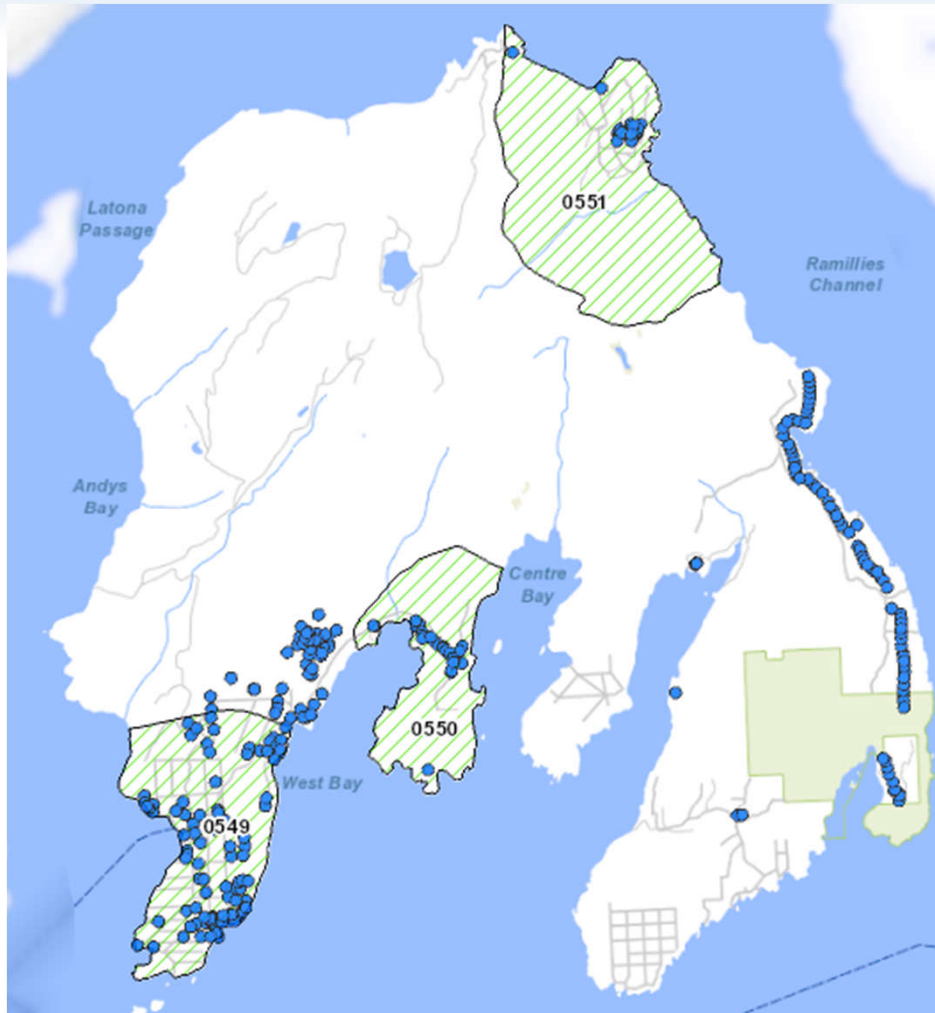 0551
Latona
Passage
Ramillies
Channel
Andys
Bay
Centre
Bay
0550
West Bay
0549